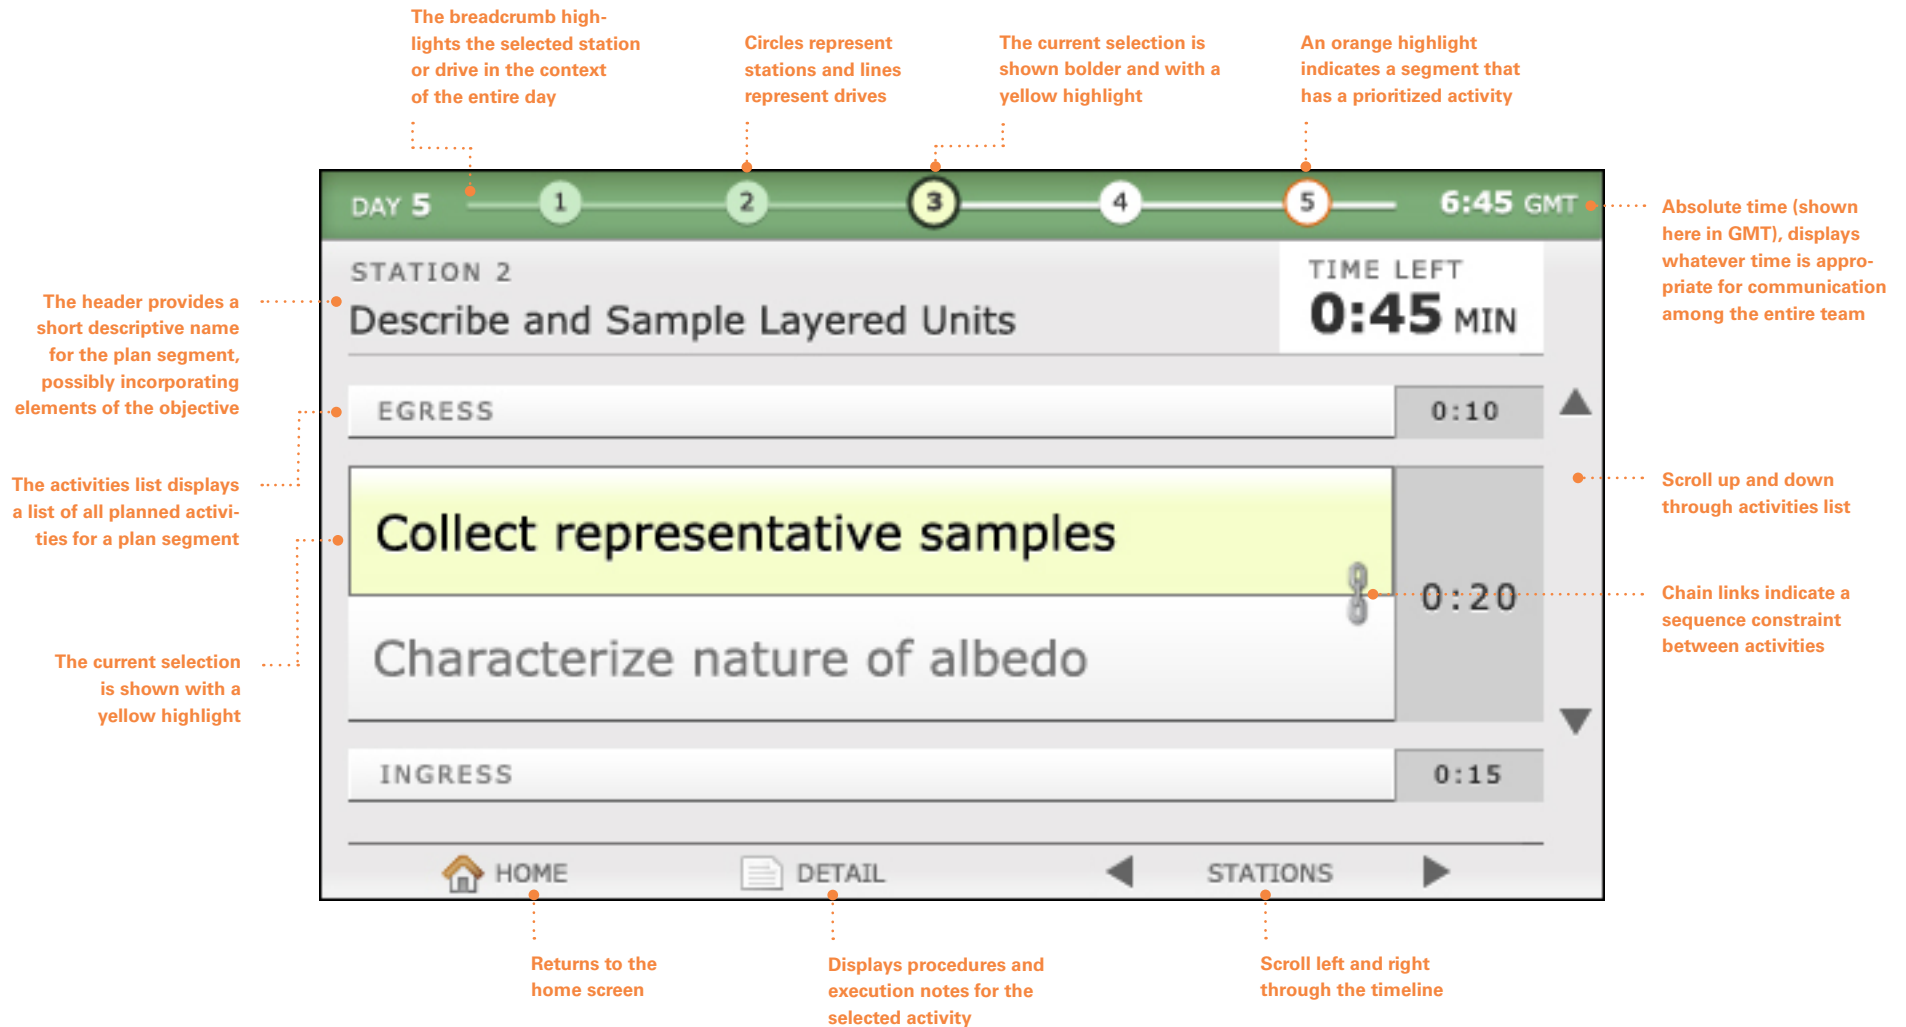 The breadcrumb high-
lights the selected station
or drive in the context
of the entire day
Circles represent
stations and lines
represent drives
The current selection is
shown bolder and with a
yellow highlight
An orange highlight
indicates a segment that
has a prioritized activity
DAY 5
1
2
3
4
5
6:45 GMT
Absolute time (shown
here in GMT), displays
whatever time is appro-
priate for communication
among the entire team
STATION 2
Describe and Sample Layered Units
TIME LEFT
0:45 MIN
The header provides a
short descriptive name
for the plan segment,
possibly incorporating
elements of the objective
EGRESS
0:10
The activities list displays
a list of all planned activi-
ties for a plan segment
Scroll up and down
through activities list
Collect representative samples
0:20
Chain links indicate a
sequence constraint
between activities
Characterize nature of albedo
The current selection
is shown with a
yellow highlight
INGRESS
0:15
HOME
DETAIL
STATIONS
Returns to the
home screen
Displays procedures and
execution notes for the
selected activity
Scroll left and right
through the timeline